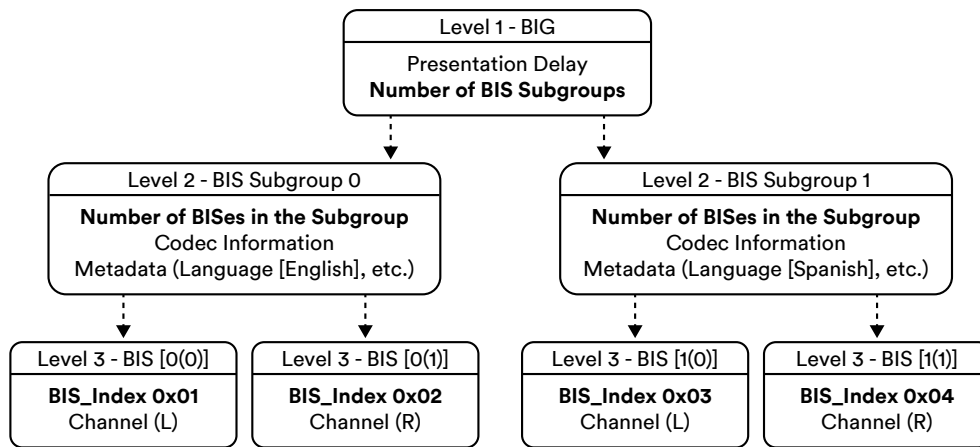 Level 1 - BIG
Presentation Delay
Number of BIS Subgroups
Level 2 - BIS Subgroup 0
Number of BISes in the Subgroup
Codec Information
Metadata (Language [English], etc.)
Level 2 - BIS Subgroup 1
Number of BISes in the Subgroup
Codec Information
Metadata (Language [Spanish], etc.)
Level 3 - BIS [0(0)]
BIS_Index 0x01
Channel (L)
Level 3 - BIS [0(1)]
BIS_Index 0x02
Channel (R)
Level 3 - BIS [1(0)]
BIS_Index 0x03
Channel (L)
Level 3 - BIS [1(1)]
BIS_Index 0x04
Channel (R)